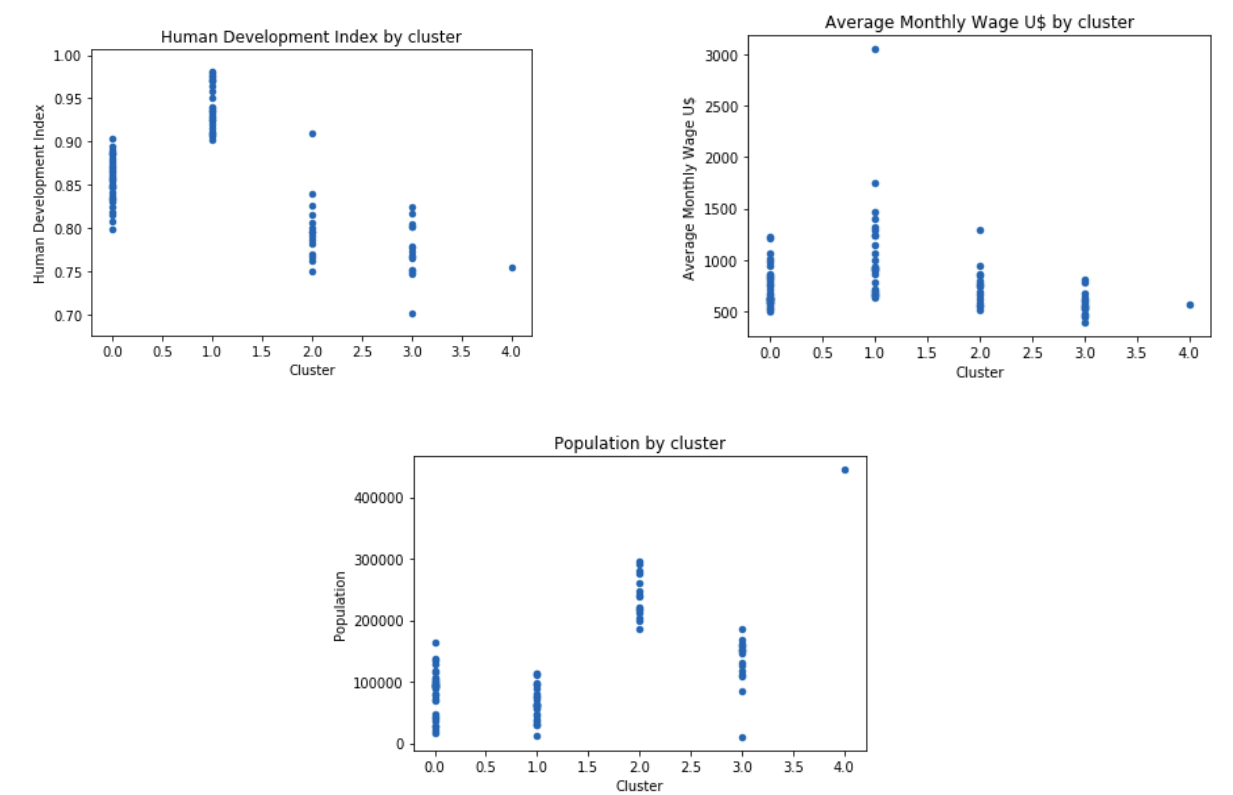 Human Development Index by cluster
1.00
0.95
0.90
0.85
0.80
0.75
0.70
Human Development Index
0.0 0.5 1.0 1.5 2.0 2.5 3.0 3.5 4.0
Cluster
Average Monthly Wage U$ by cluster
3000
2500
2000
1500
1000
500
Average Monthly Wage U$
0.0 0.5 1.0 1.5 2.0 2.5 3.0 3.5 4.0
Cluster
Population by cluster
400000
300000
200000
100000
0
Population
0.0 0.5 1.0 1.5 2.0 2.5 3.0 3.5 4.0
Cluster